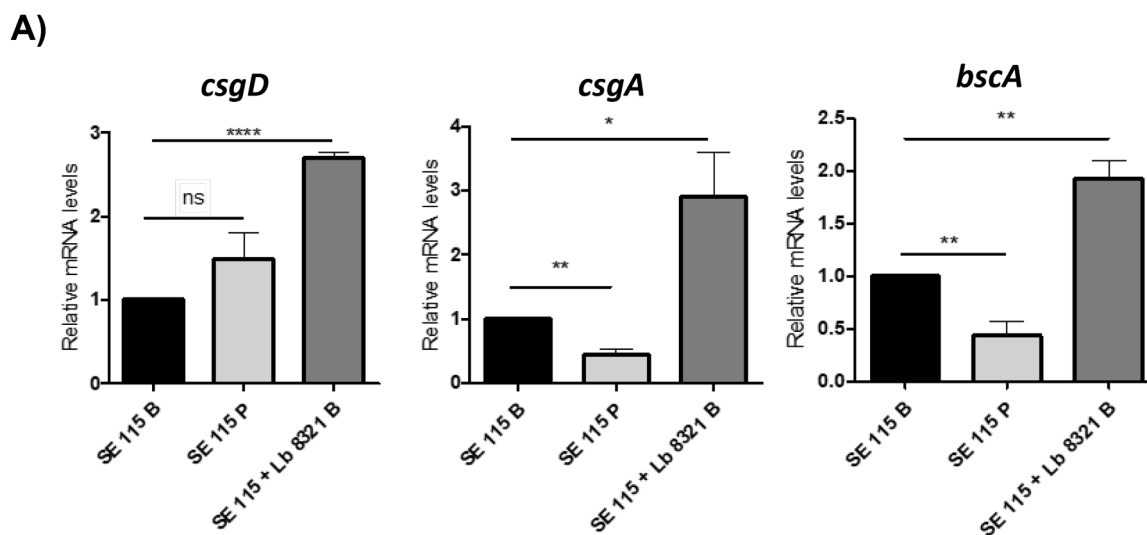 A)
csgD
Relative mRNA levels
3
2
1
0
****
ns
SE 115 B
SE 115 P
SE 115 + Lb 8321 B
csgA
Relative mRNA levels
4
3
2
1
0
*
**
SE 115 B
SE 115 P
SE 115 + Lb 8321 B
bscA
Relative mRNA levels
2.5
2.0
1.5
1.0
0.5
0.0
**
**
SE 115 B
SE 115 P
SE 115 + Lb 8321 B